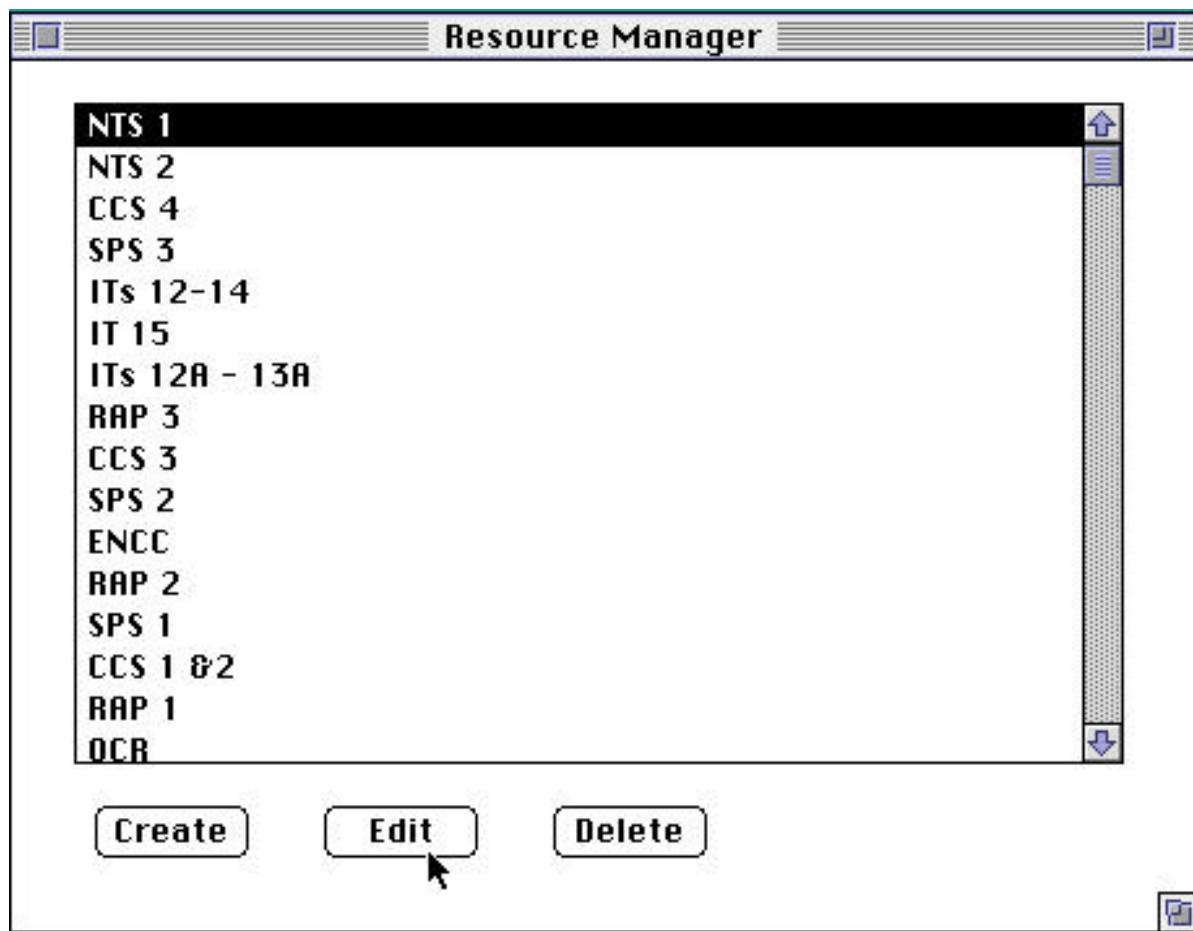 Resource Manager
NTS 1
NTS 2
CCS 4
SPS 3
ITs 12-14
IT 15
ITs 12A - 13A
RAP 3
CCS 3
SPS 2
ENCC
RAP 2
SPS 1
CCS 1 &2
RAP 1
OCR
Create Edit Delete